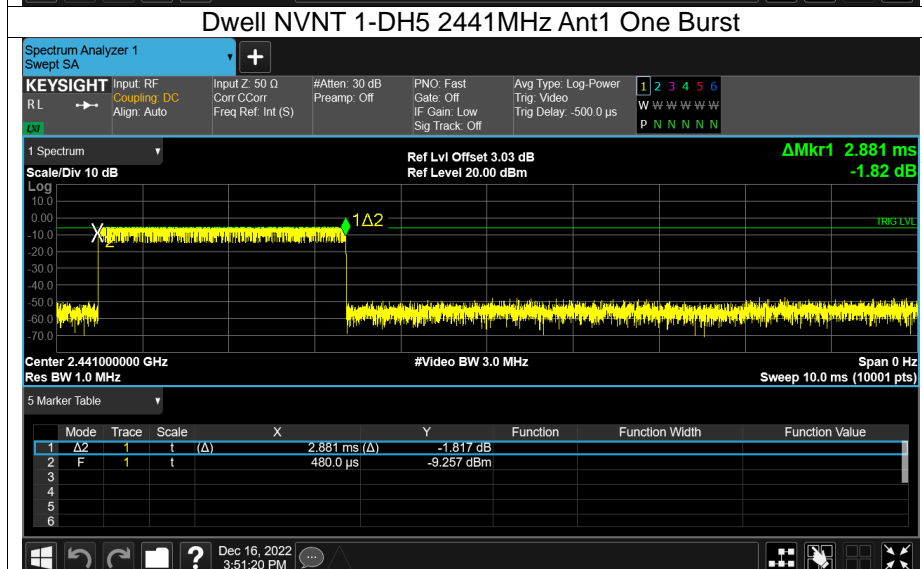 Dwell NVNT 1-DH5 2441MHz Ant1 One Burst
Spectrum Analyzer 1
Swept SA
KEYSIGHT Input: RF Input Z: 50 Ω #Atten: 30 dB PNO: Fast Avg Type: Log-Power 1 2 3 4 5 6
RL Coupling: DC Corr CCorr Preamp: Off Gate: Off Trig: Video W W W W W W
Align: Auto Freq Ref: Int (S) IF Gain: Low Trig Delay: -500.0 µs
LXI Sig Track: Off P N N N N N
1 Spectrum Ref Lvl Offset 3.03 dB ΔMkr1 2.881 ms
Scale/Div 10 dB Ref Level 20.00 dBm -1.82 dB
Log
10.0
0.00 1Δ2 TRIG LVL
-10.0 2
-20.0
-30.0
-40.0
-50.0
-60.0
-70.0
Center 2.441000000 GHz #Video BW 3.0 MHz Span 0 Hz
Res BW 1.0 MHz Sweep 10.0 ms (10001 pts)
5 Marker Table
Mode Trace Scale X Y Function Function Width Function Value
1 Δ2 1 t (Δ) 2.881 ms (Δ) -1.817 dB
2 F 1 t 480.0 µs -9.257 dBm
3
4
5
6
? Dec 16, 2022
3:51:20 PM